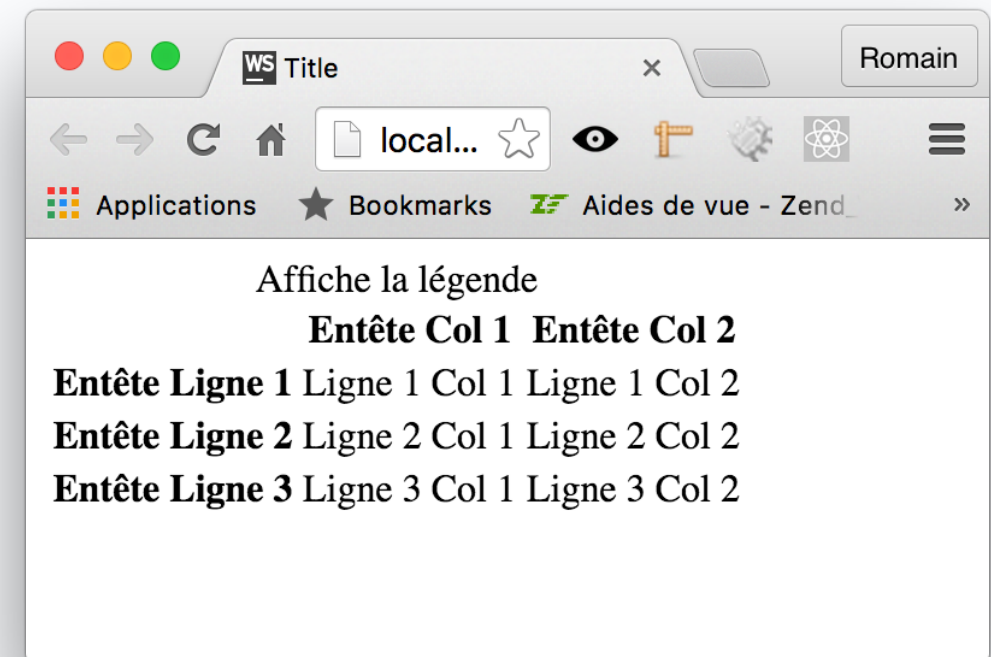 WS Title
Romain
local...
Applications Bookmarks ZF Aides de vue - Zend_
Affiche la légende
Entête Col 1 Entête Col 2
Entête Ligne 1 Ligne 1 Col 1 Ligne 1 Col 2
Entête Ligne 2 Ligne 2 Col 1 Ligne 2 Col 2
Entête Ligne 3 Ligne 3 Col 1 Ligne 3 Col 2